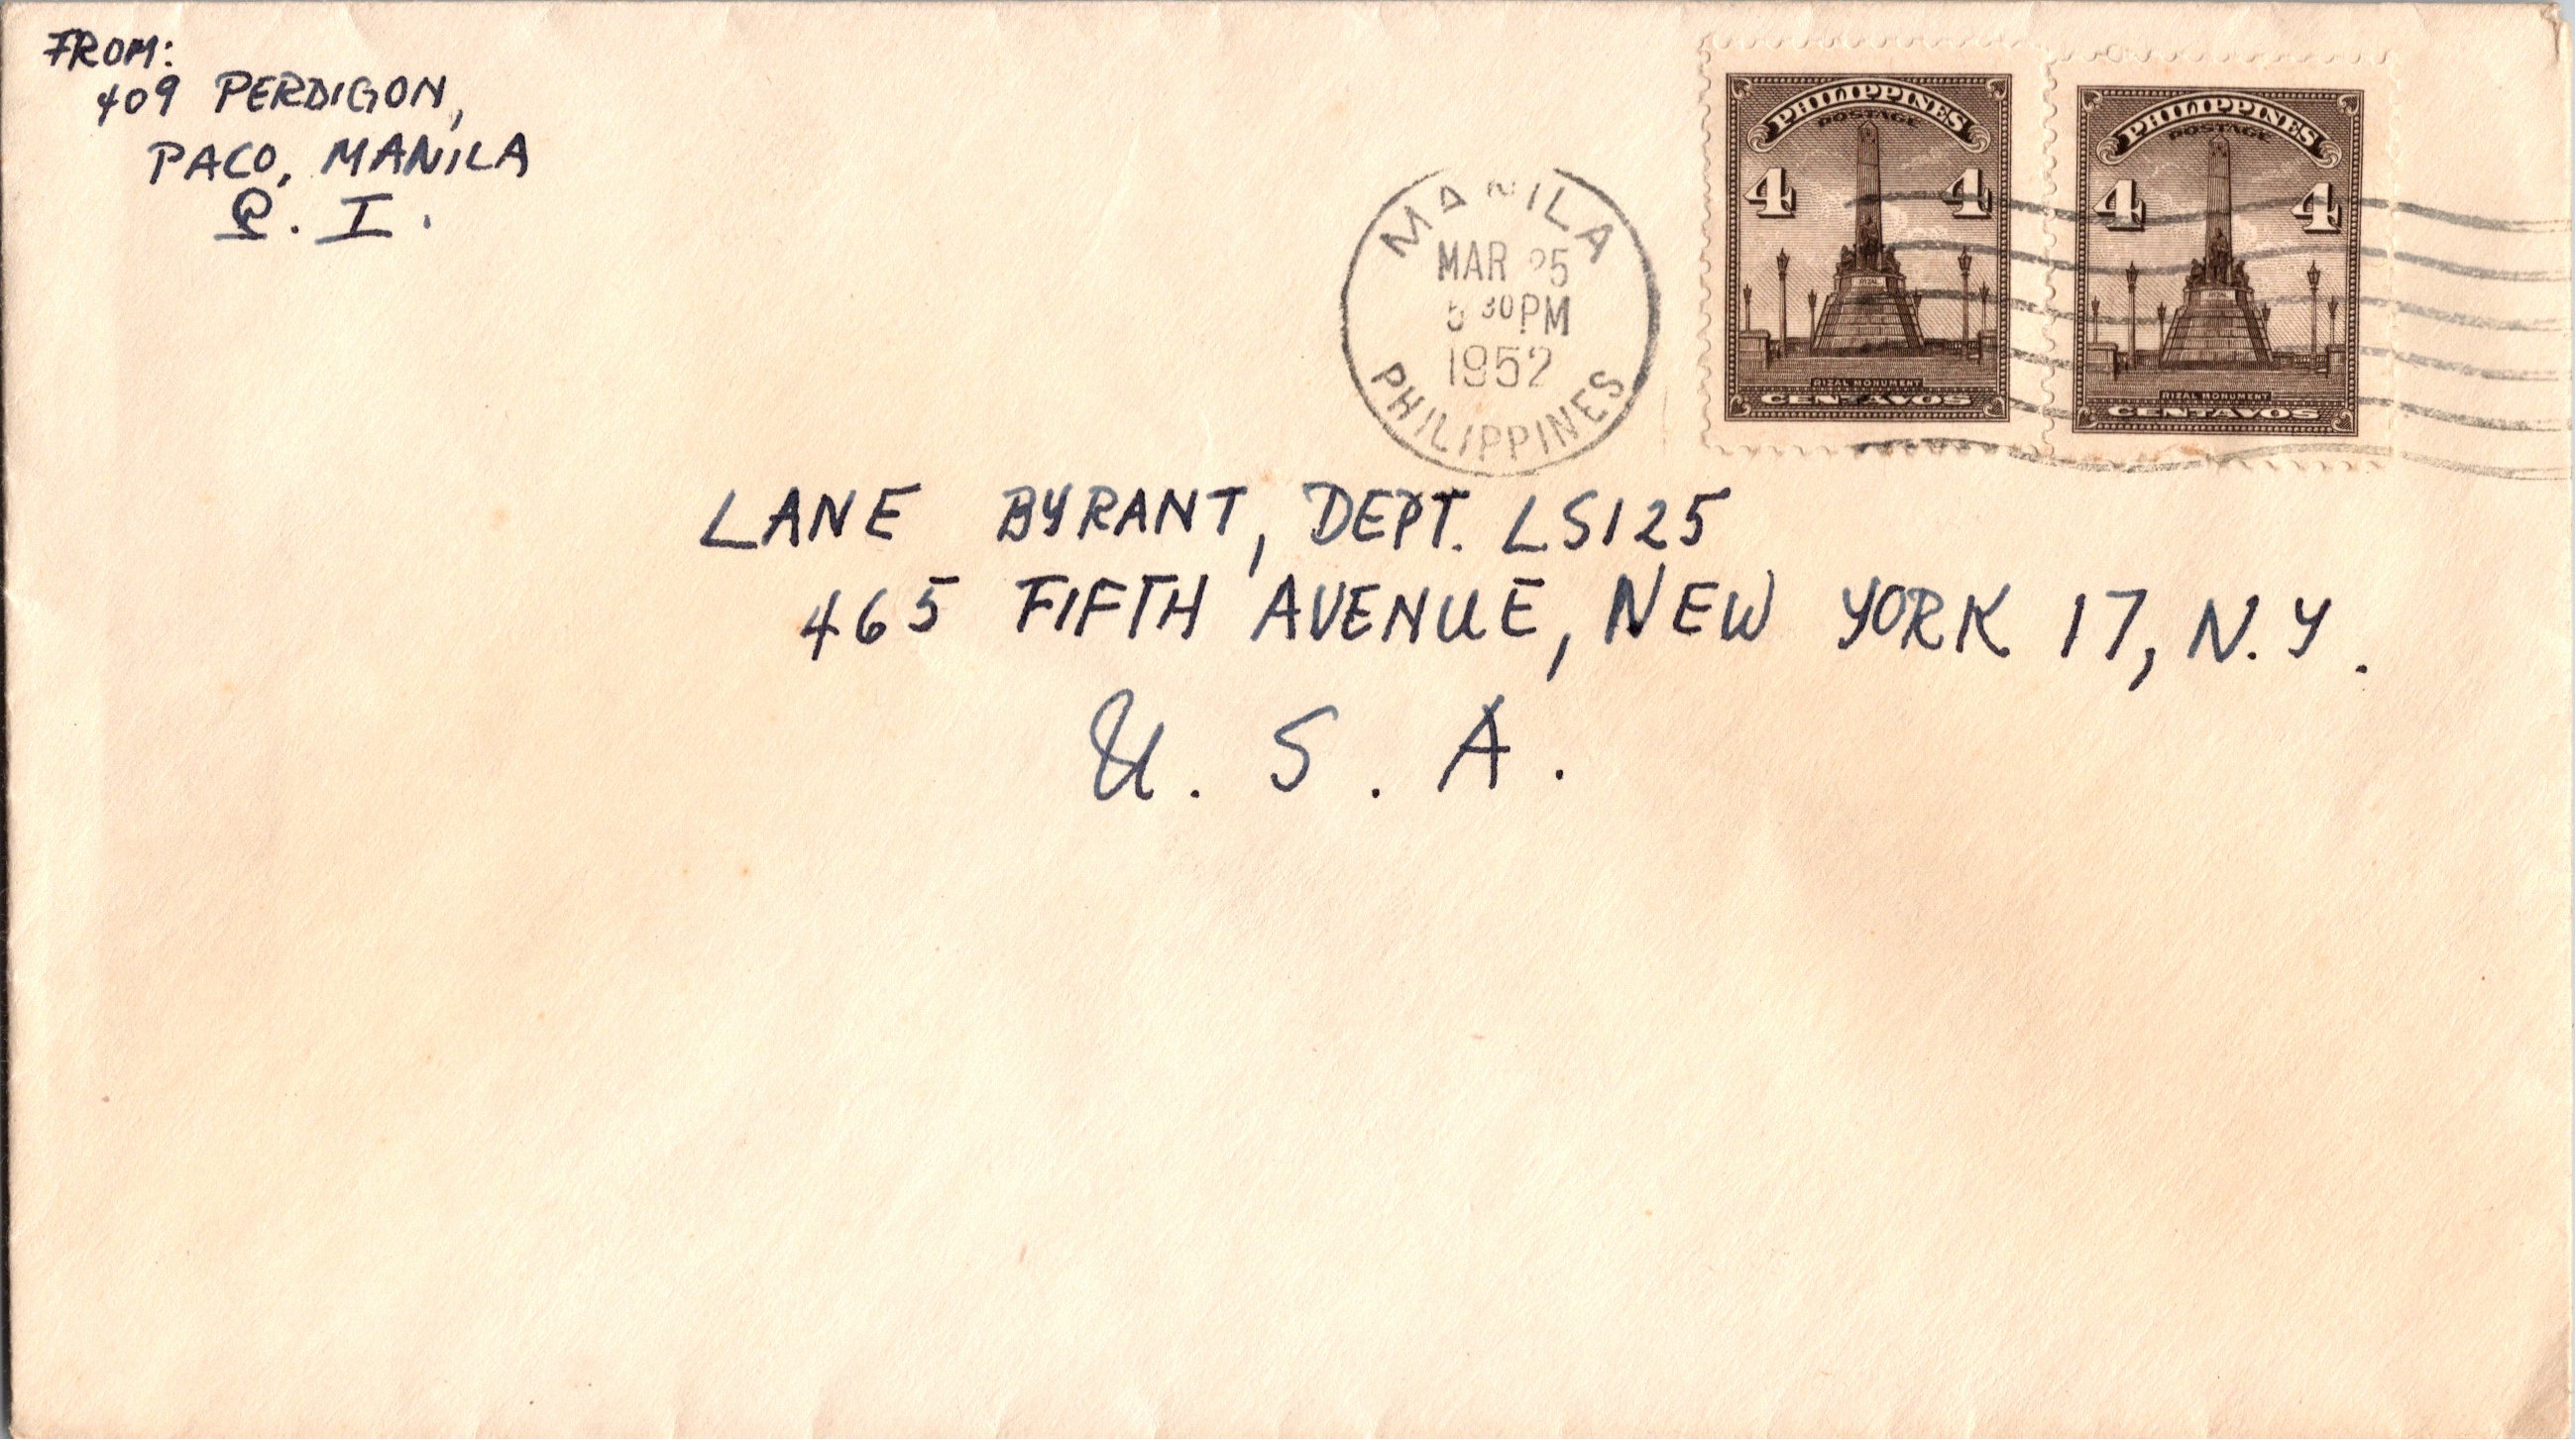 FROM:
409 PERDIGON,
PACO, MANILA
P. I.
MANILA
MAR 25
5 30 PM
1952
PHILIPPINES
PHILIPPINES
POSTAGE
4 4
RIZAL
RIZAL MONUMENT
CENTAVOS
PHILIPPINES
POSTAGE
4 4
RIZAL MONUMENT
CENTAVOS
LANE BYRANT, DEPT. LS125
465 FIFTH AVENUE, NEW YORK 17, N.Y.
U. S. A.